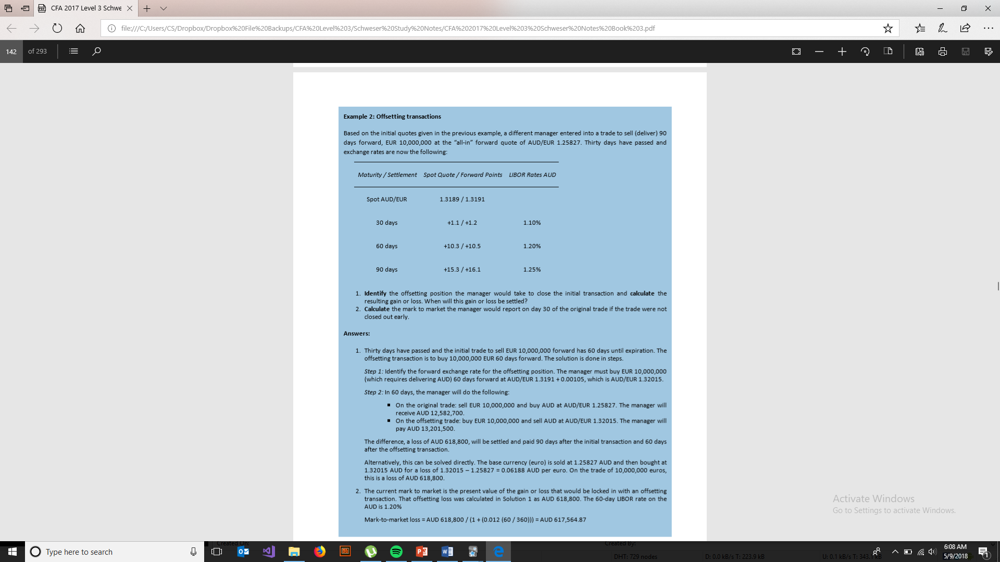 CFA 2017 Level 3 Schwe
file:///C:/Users/CS/Dropbox/Dropbox%20File%20Backups/CFA%20Level%203/Schweser%20Study%20Notes/CFA%202017%20Level%203%20Schweser%20Notes%20Book%203.pdf
142 of 293
Example 2: Offsetting transactions
Based on the initial quotes given in the previous example, a different manager entered into a trade to sell (deliver) 90
days forward, EUR 10,000,000 at the “all-in” forward quote of AUD/EUR 1.25827. Thirty days have passed and
exchange rates are now the following:
Maturity / Settlement Spot Quote / Forward Points LIBOR Rates AUD
Spot AUD/EUR 1.3189 / 1.3191
30 days +1.1 / +1.2 1.10%
60 days +10.3 / +10.5 1.20%
90 days +15.3 / +16.1 1.25%
1. Identify the offsetting position the manager would take to close the initial transaction and calculate the
resulting gain or loss. When will this gain or loss be settled?
2. Calculate the mark to market the manager would report on day 30 of the original trade if the trade were not
closed out early.
Answers:
1. Thirty days have passed and the initial trade to sell EUR 10,000,000 forward has 60 days until expiration. The
offsetting transaction is to buy 10,000,000 EUR 60 days forward. The solution is done in steps.
Step 1: Identify the forward exchange rate for the offsetting position. The manager must buy EUR 10,000,000
(which requires delivering AUD) 60 days forward at AUD/EUR 1.3191 + 0.00105, which is AUD/EUR 1.32015.
Step 2: In 60 days, the manager will do the following:
▪ On the original trade: sell EUR 10,000,000 and buy AUD at AUD/EUR 1.25827. The manager will
receive AUD 12,582,700.
▪ On the offsetting trade: buy EUR 10,000,000 and sell AUD at AUD/EUR 1.32015. The manager will
pay AUD 13,201,500.
The difference, a loss of AUD 618,800, will be settled and paid 90 days after the initial transaction and 60 days
after the offsetting transaction.
Alternatively, this can be solved directly. The base currency (euro) is sold at 1.25827 AUD and then bought at
1.32015 AUD for a loss of 1.32015 – 1.25827 = 0.06188 AUD per euro. On the trade of 10,000,000 euros,
this is a loss of AUD 618,800.
2. The current mark to market is the present value of the gain or loss that would be locked in with an offsetting
transaction. That offsetting loss was calculated in Solution 1 as AUD 618,800. The 60-day LIBOR rate on the
AUD is 1.20%
Mark-to-market loss = AUD 618,800 / (1 + (0.012 (60 / 360))) = AUD 617,564.87
Activate Windows
Go to Settings to activate Windows.
Created On: Created By:
Type here to search
DHT: 729 nodes D: 0.0 kB/s T: 223.9 kB U: 0.1 kB/s T: 343.
6:08 AM
5/9/2018
1